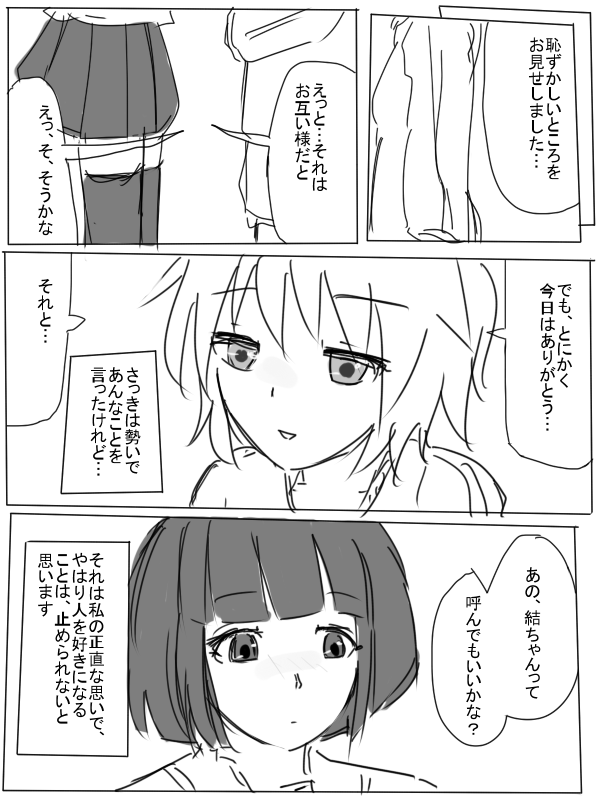 恥ずかしいところを
お見せしました…
えっと…それは
お互い様だと
えっ、そ、そうかな
でも、とにかく
今日はありがとう…
それと…
さっきは勢いで
あんなことを
言ったけれど…
あの、結ちゃんって
呼んでもいいかな？
それは私の正直な思いで、
やはり人を好きになる
ことは、止められないと
思います